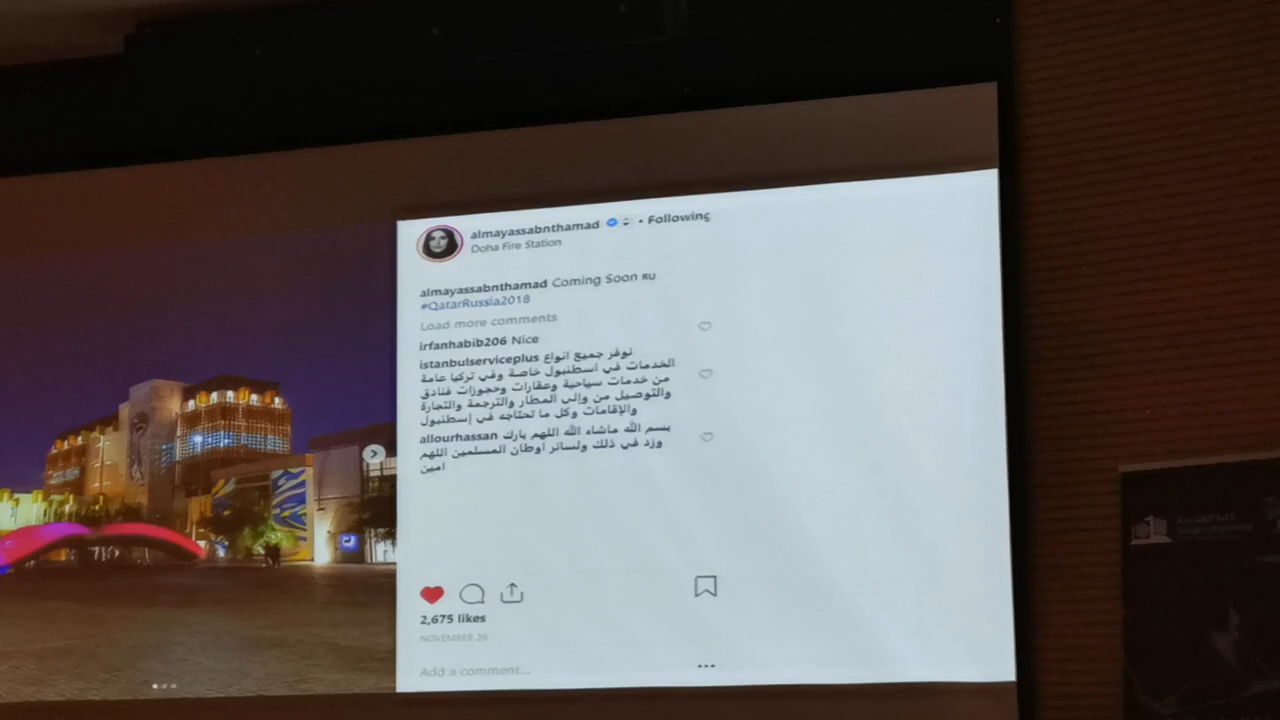 almayassabnthamad • Following
Doha Fire Station
almayassabnthamad Coming Soon RU
#QatarRussia2018
Load more comments
irfanhabib206 Nice
istanbulserviceplus نوفر جميع انواع
الخدمات في اسطنبول خاصة وفي تركيا عامة
من خدمات سياحية وعقارات وحجوزات فنادق
والتوصيل من وإلى المطار والترجمة والتجارة
والإقامات وكل ما تحتاجه في إسطنبول
allourhassan بسم الله ماشاء الله اللهم بارك
وزد في ذلك ولسائر اوطان المسلمين اللهم
امين
2,675 likes
NOVEMBER 26
Add a comment...